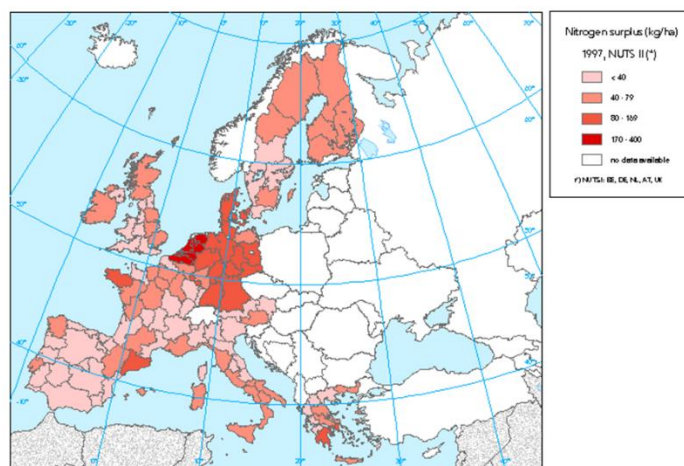 Nitrogen surplus (kg/ha)
1997, NUTS II (*)
< 40
40 - 79
80 - 169
170 - 400
no data available
(*) NUTS I: BE, DE, NL, AT, UK